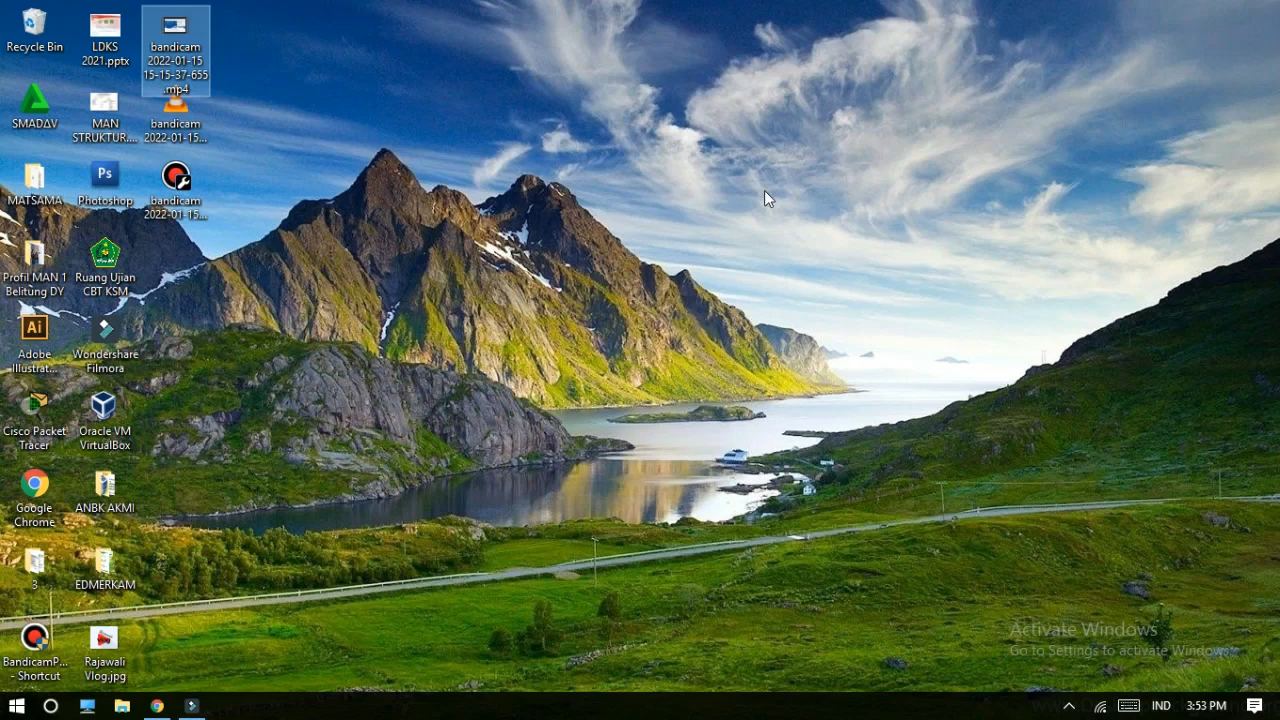 Recycle Bin
LDKS
2021.pptx
bandicam
2022-01-15
15-15-37-655
.mp4
SMADΔV
MAN
STRUKTUR....
bandicam
2022-01-15...
MATSAMA
Ps
Photoshop
bandicam
2022-01-15...
Profil MAN 1
Belitung DY
Ruang Ujian
CBT KSM
Ai
Adobe
Illustrat...
Wondershare
Filmora
Cisco Packet
Tracer
Oracle VM
VirtualBox
Google
Chrome
ANBK AKMI
3
EDMERKAM
BandicamP...
- Shortcut
Rajawali
Vlog.jpg
Activate Windows
Go to Settings to activate Windows.
IND
3:53 PM